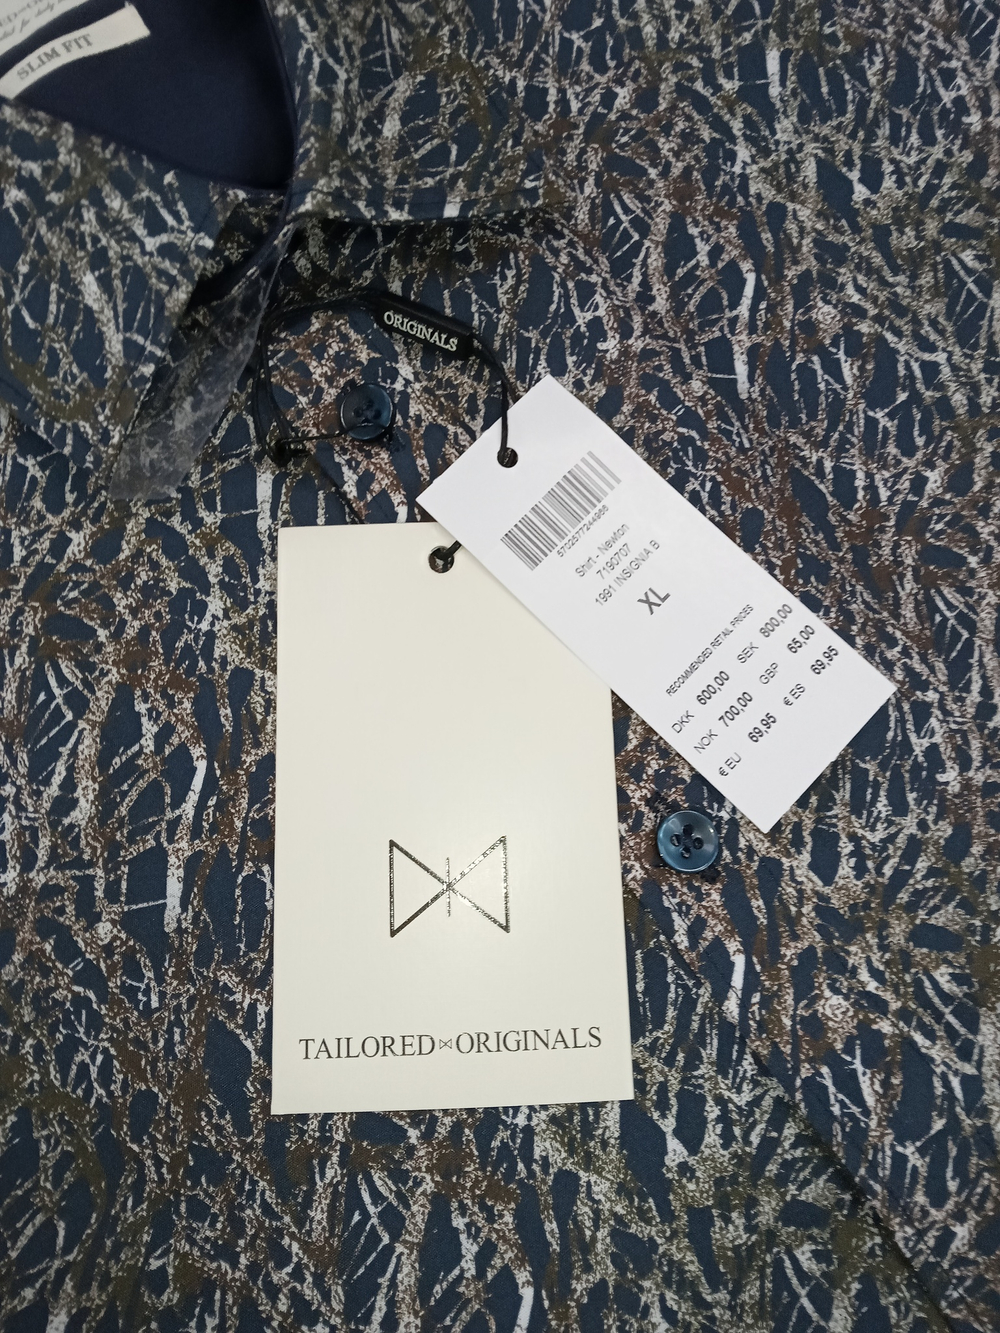 SLIM FIT
ORIGINALS
5702577244968
Shirt - Newton
7190707
1991 INSIGNIA B
XL
RECOMMENDED RETAIL PRICES
DKK 600,00 SEK 800,00
NOK 700,00 GBP 65,00
€ EU 69,95 € ES 69,95
TAILORED ORIGINALS